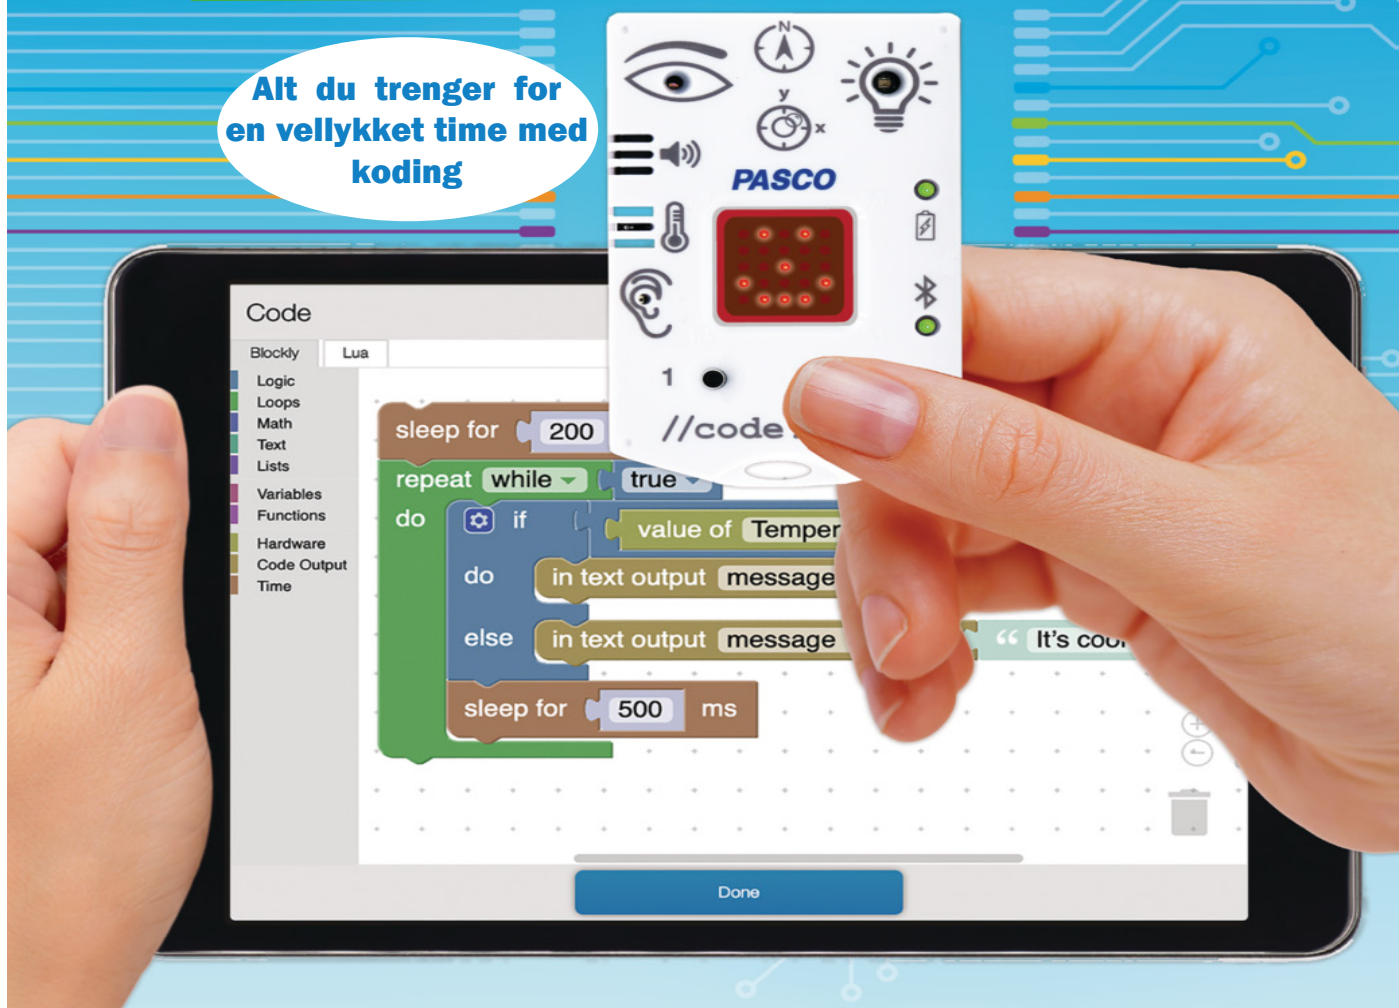 Alt du trenger for
en vellykket time med
koding
N
y
x
PASCO
1
//code.
Code
Blockly
Lua
Logic
Loops
Math
Text
Lists
Variables
Functions
Hardware
Code Output
Time
sleep for 200
repeat while true
do
if
value of
do
in text output message
else
in text output message
“ It's
sleep for 500 ms
Done